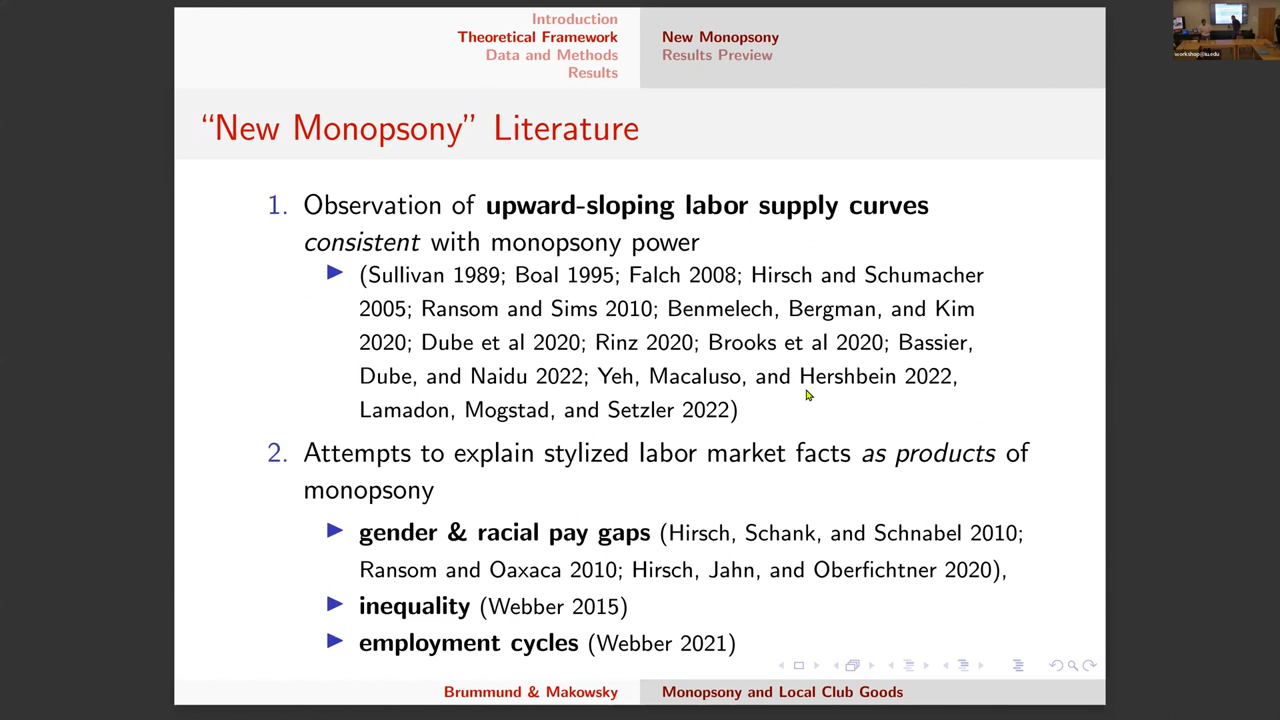 Introduction
Theoretical Framework
Data and Methods
Results
New Monopsony
Results Preview
“New Monopsony” Literature
1. Observation of upward-sloping labor supply curves
consistent with monopsony power
(Sullivan 1989; Boal 1995; Falch 2008; Hirsch and Schumacher
2005; Ransom and Sims 2010; Benmelech, Bergman, and Kim
2020; Dube et al 2020; Rinz 2020; Brooks et al 2020; Bassier,
Dube, and Naidu 2022; Yeh, Macaluso, and Hershbein 2022,
Lamadon, Mogstad, and Setzler 2022)
2. Attempts to explain stylized labor market facts as products of
monopsony
gender & racial pay gaps (Hirsch, Schank, and Schnabel 2010;
Ransom and Oaxaca 2010; Hirsch, Jahn, and Oberfichtner 2020),
inequality (Webber 2015)
employment cycles (Webber 2021)
Brummund & Makowsky
Monopsony and Local Club Goods